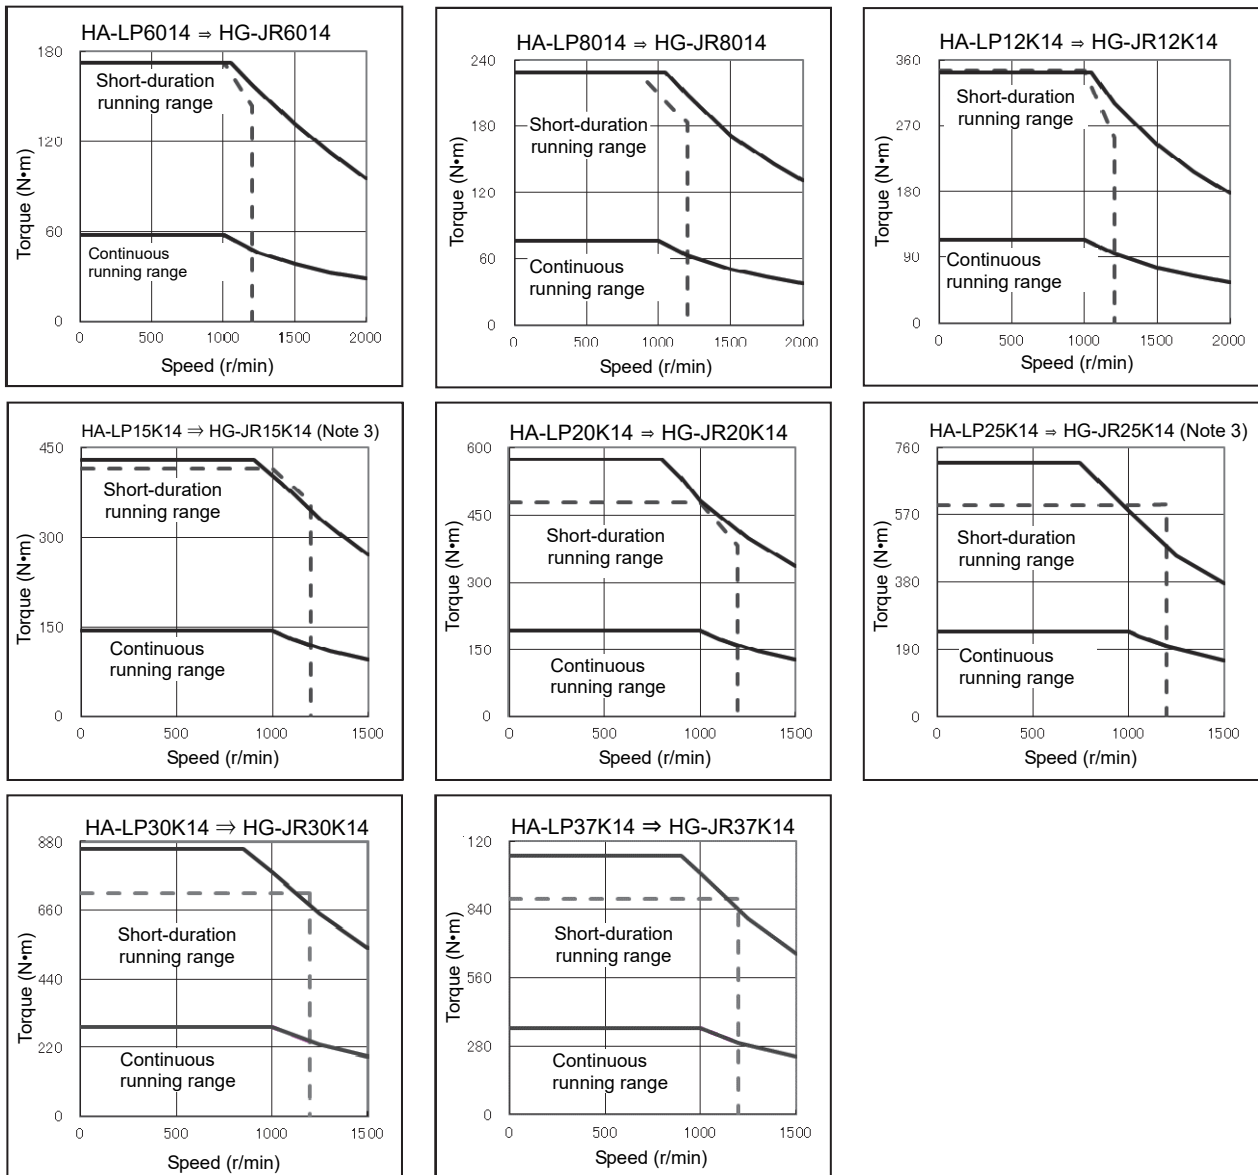 HA-LP6014 ⇒ HG-JR6014
180
120
60
0
Torque (N•m)
Short-duration
running range
Continuous
running range
0 500 1000 1500 2000
Speed (r/min)
HA-LP8014 ⇒ HG-JR8014
240
180
120
60
0
Torque (N•m)
Short-duration
running range
Continuous
running range
0 500 1000 1500 2000
Speed (r/min)
HA-LP12K14 ⇒ HG-JR12K14
360
270
180
90
0
Torque (N•m)
Short-duration
running range
Continuous
running range
0 500 1000 1500 2000
Speed (r/min)
HA-LP15K14 ⇒ HG-JR15K14 (Note 3)
450
300
150
0
Torque (N•m)
Short-duration
running range
Continuous
running range
0 500 1000 1500
Speed (r/min)
HA-LP20K14 ⇒ HG-JR20K14
600
450
300
150
0
Torque (N•m)
Short-duration
running range
Continuous
running range
0 500 1000 1500
Speed (r/min)
HA-LP25K14 ⇒ HG-JR25K14 (Note 3)
760
570
380
190
0
Torque (N•m)
Short-duration
running range
Continuous
running range
0 500 1000 1500
Speed (r/min)
HA-LP30K14 ⇒ HG-JR30K14
880
660
440
220
0
Torque (N•m)
Short-duration
running range
Continuous
running range
0 500 1000 1500
Speed (r/min)
HA-LP37K14 ⇒ HG-JR37K14
120
840
560
280
0
Torque (N•m)
Short-duration
running range
Continuous
running range
0 500 1000 1500
Speed (r/min)